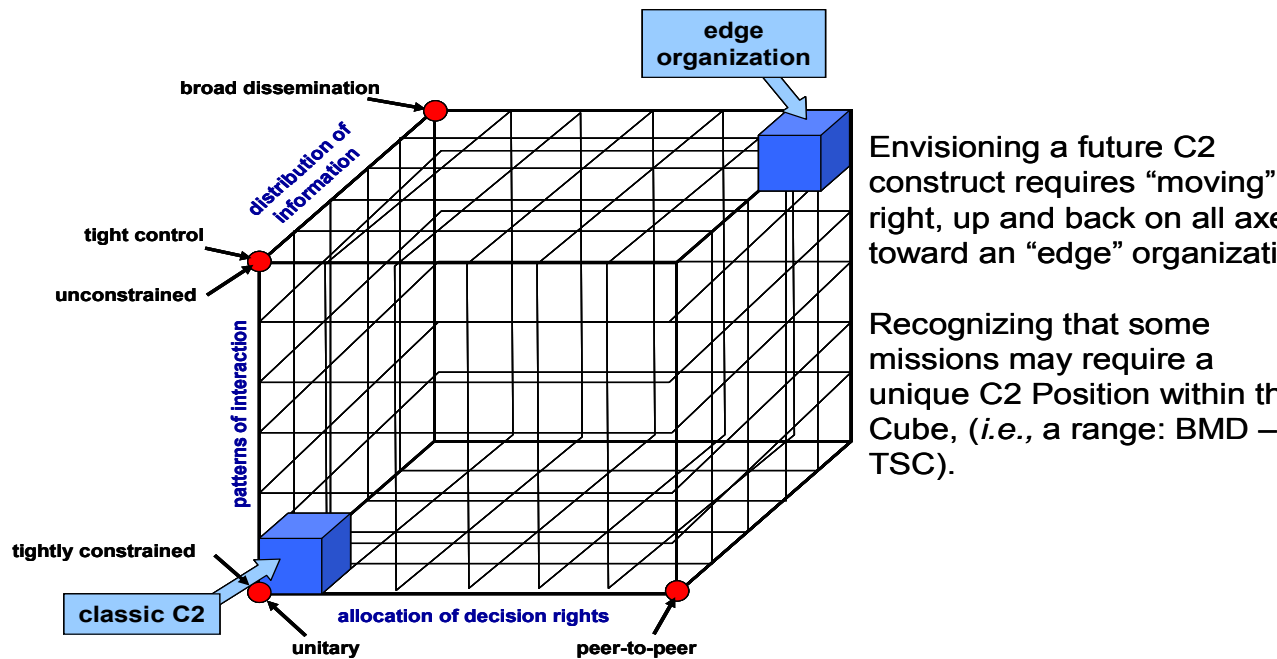 edge
organization
broad dissemination
distribution of
information
tight control
unconstrained
patterns of interaction
tightly constrained
classic C2
unitary
allocation of decision rights
peer-to-peer
Envisioning a future C2
construct requires “moving”
right, up and back on all axe
toward an “edge” organizati
Recognizing that some
missions may require a
unique C2 Position within th
Cube, (i.e., a range: BMD –
TSC).